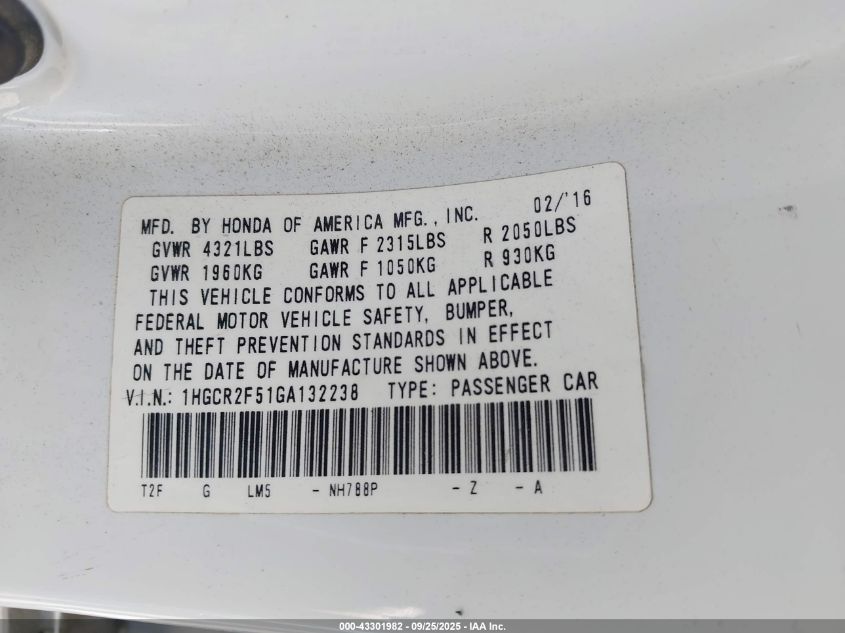 MFD. BY HONDA OF AMERICA MFG., INC. 02/'16
GVWR 4321LBS GAWR F 2315LBS R 2050LBS
GVWR 1960KG GAWR F 1050KG R 930KG
THIS VEHICLE CONFORMS TO ALL APPLICABLE
FEDERAL MOTOR VEHICLE SAFETY, BUMPER,
AND THEFT PREVENTION STANDARDS IN EFFECT
ON THE DATE OF MANUFACTURE SHOWN ABOVE.
V.I.N.: 1HGCR2F51GA132238 TYPE: PASSENGER CAR
T2F G LM5 - NH788P - Z - A
000-43301982 - 09/25/2025 - IAA Inc.